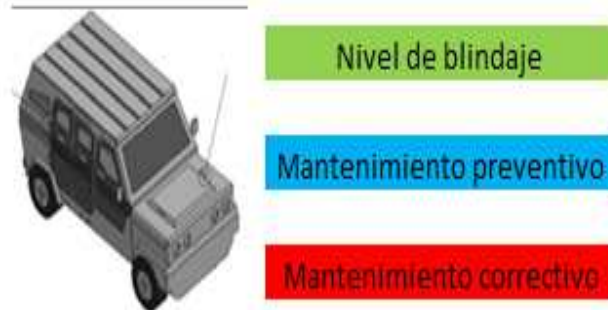 Nivel de blindaje
Mantenimiento preventivo
Mantenimiento correctivo